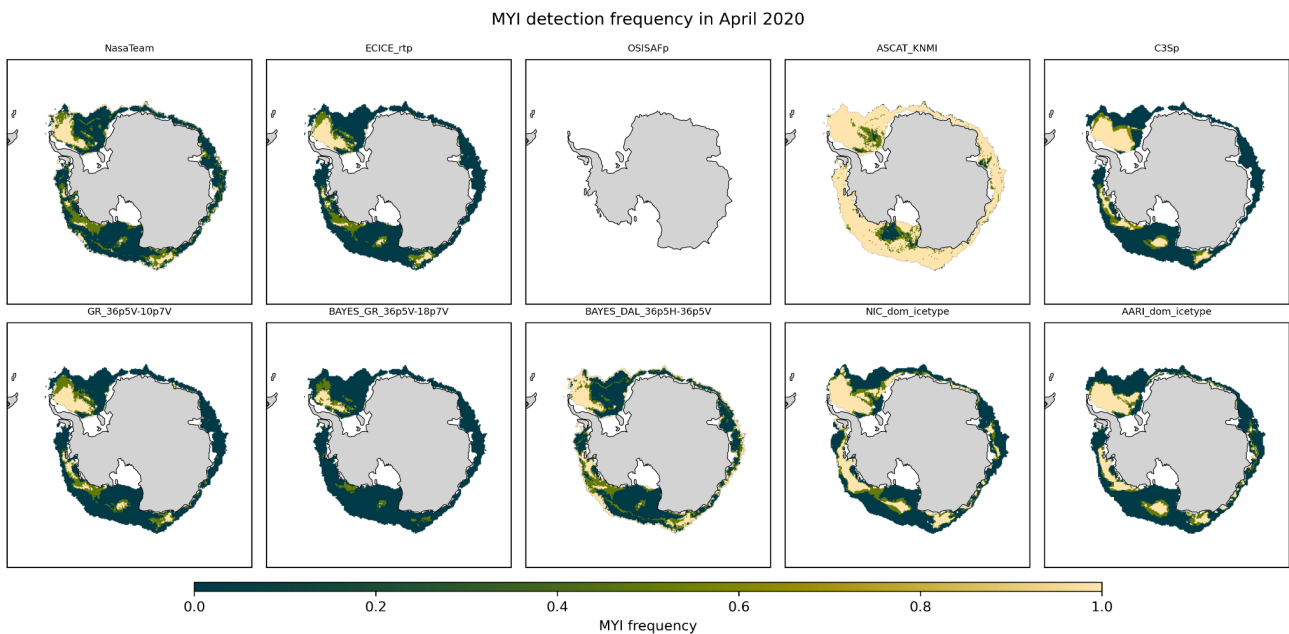 MYI detection frequency in April 2020
NasaTeam
ECICE_rtp
OSISAFp
ASCAT_KNMI
C3Sp
GR_36p5V-10p7V
BAYES_GR_36p5V-18p7V
BAYES_DAL_36p5H-36p5V
NIC_dom_icetype
AARI_dom_icetype
0.0 0.2 0.4 0.6 0.8 1.0
MYI frequency